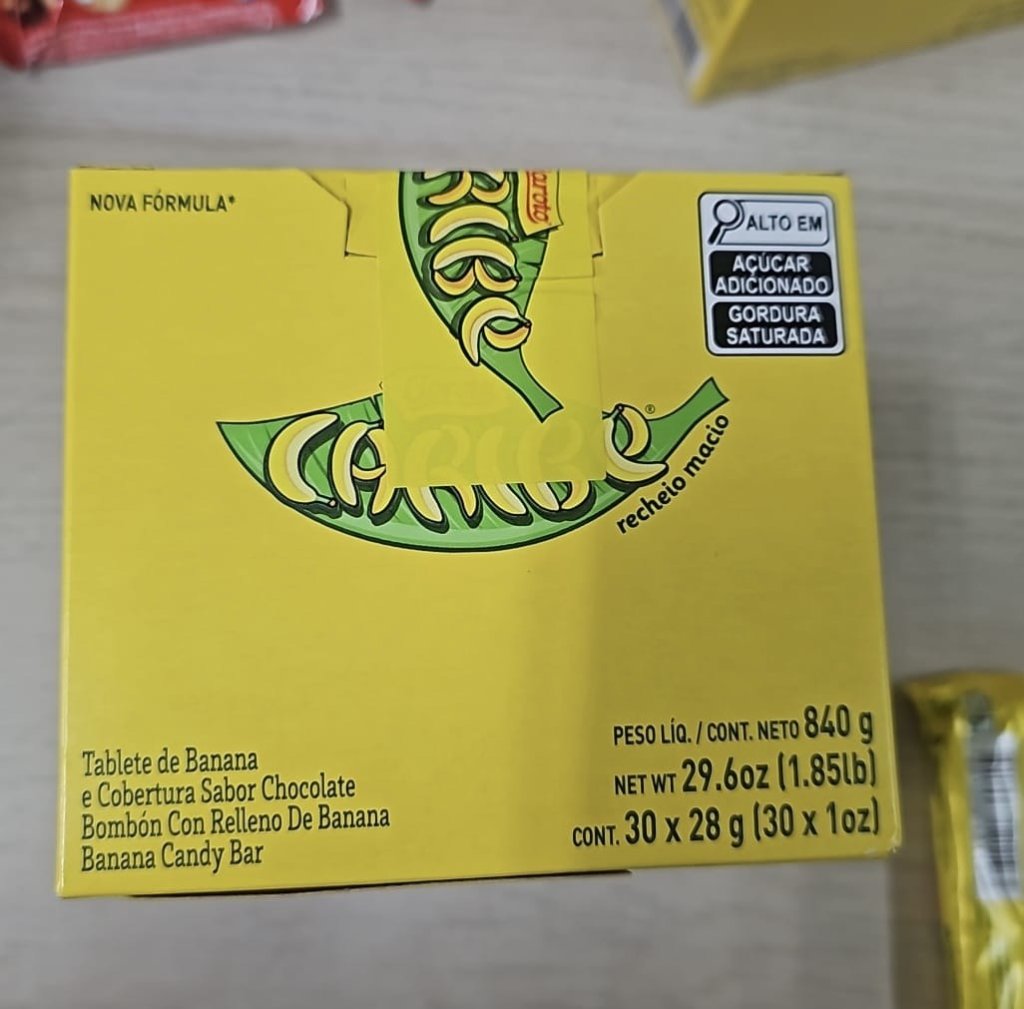 NOVA FÓRMULA*
ALTO EM
AÇÚCAR
ADICIONADO
GORDURA
SATURADA
CARIBE®
recheio macio
Tablete de Banana
e Cobertura Sabor Chocolate
Bombón Con Relleno De Banana
Banana Candy Bar
PESO LÍQ. / CONT. NETO 840 g
NET WT 29.6oz (1.85lb)
CONT. 30 x 28 g (30 x 1oz)